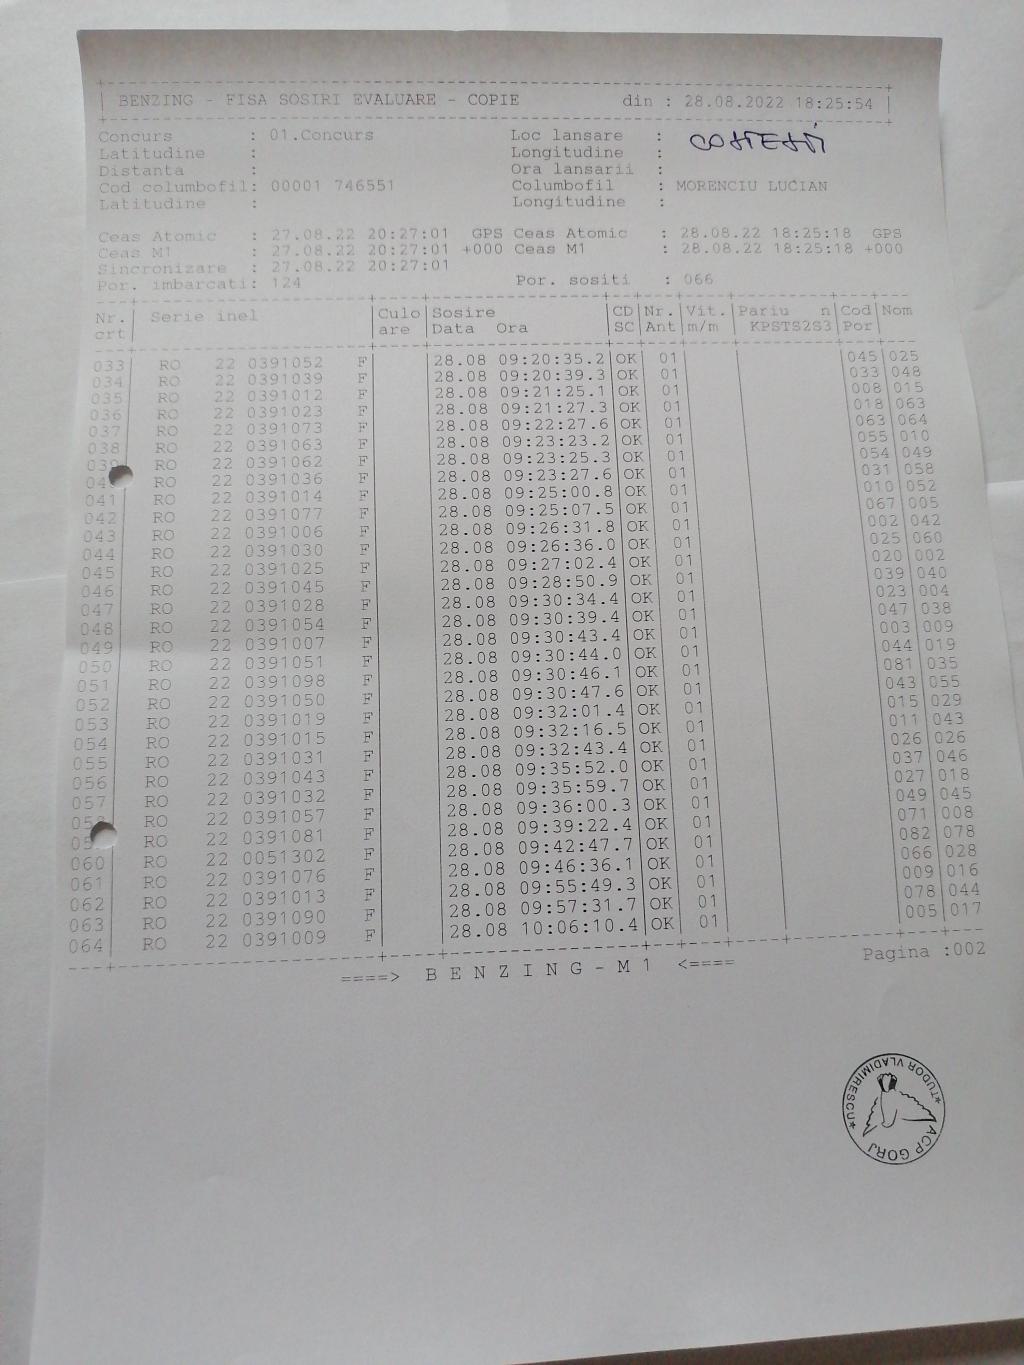 BENZING - FISA SOSIRI EVALUARE - COPIE din : 28.08.2022 18:25:54
Concurs : 01.Concurs Loc lansare :
Latitudine : Longitudine :
Distanta : Ora lansarii :
Cod columbofil: 00001 746551 Columbofil : MORENCIU LUCIAN
Latitudine : Longitudine :
Ceas Atomic : 27.08.22 20:27:01 GPS Ceas Atomic : 28.08.22 18:25:18 GPS
Ceas M1 : 27.08.22 20:27:01 +000 Ceas M1 : 28.08.22 18:25:18 +000
Sincronizare : 27.08.22 20:27:01
Por. imbarcati: 124 Por. sositi : 066
Nr. Serie inel Culo Sosire CD Nr. Vit. Pariu n Cod Nom
crt are Data Ora SC Ant m/m KPSTS2S3 Por
033 RO 22 0391052 F 28.08 09:20:35.2 OK 01 045 025
034 RO 22 0391039 F 28.08 09:20:39.3 OK 01 033 048
035 RO 22 0391012 F 28.08 09:21:25.1 OK 01 008 015
036 RO 22 0391023 F 28.08 09:21:27.3 OK 01 018 063
037 RO 22 0391073 F 28.08 09:22:27.6 OK 01 063 064
038 RO 22 0391063 F 28.08 09:23:23.2 OK 01 055 010
039 RO 22 0391062 F 28.08 09:23:25.3 OK 01 054 049
04 RO 22 0391036 F 28.08 09:23:27.6 OK 01 031 058
041 RO 22 0391014 F 28.08 09:25:00.8 OK 01 010 052
042 RO 22 0391077 F 28.08 09:25:07.5 OK 01 067 005
043 RO 22 0391006 F 28.08 09:26:31.8 OK 01 002 042
044 RO 22 0391030 F 28.08 09:26:36.0 OK 01 025 060
045 RO 22 0391025 F 28.08 09:27:02.4 OK 01 020 002
046 RO 22 0391045 F 28.08 09:28:50.9 OK 01 039 040
047 RO 22 0391028 F 28.08 09:30:34.4 OK 01 023 004
048 RO 22 0391054 F 28.08 09:30:39.4 OK 01 047 038
049 RO 22 0391007 F 28.08 09:30:43.4 OK 01 003 009
050 RO 22 0391051 F 28.08 09:30:44.0 OK 01 044 019
051 RO 22 0391098 F 28.08 09:30:46.1 OK 01 081 035
052 RO 22 0391050 F 28.08 09:30:47.6 OK 01 043 055
053 RO 22 0391019 F 28.08 09:32:01.4 OK 01 015 029
054 RO 22 0391015 F 28.08 09:32:16.5 OK 01 011 043
055 RO 22 0391031 F 28.08 09:32:43.4 OK 01 026 026
056 RO 22 0391043 F 28.08 09:35:52.0 OK 01 037 046
057 RO 22 0391032 F 28.08 09:35:59.7 OK 01 027 018
058 RO 22 0391057 F 28.08 09:36:00.3 OK 01 049 045
05 RO 22 0391081 F 28.08 09:39:22.4 OK 01 071 008
060 RO 22 0051302 F 28.08 09:42:47.7 OK 01 082 078
061 RO 22 0391076 F 28.08 09:46:36.1 OK 01 066 028
062 RO 22 0391013 F 28.08 09:55:49.3 OK 01 009 016
063 RO 22 0391090 F 28.08 09:57:31.7 OK 01 078 044
064 RO 22 0391009 F 28.08 10:06:10.4 OK 01 005 017
====> B E N Z I N G - M 1 <==== Pagina :002
*TUDOR VLADIMIRESCU*
ACP GORJ